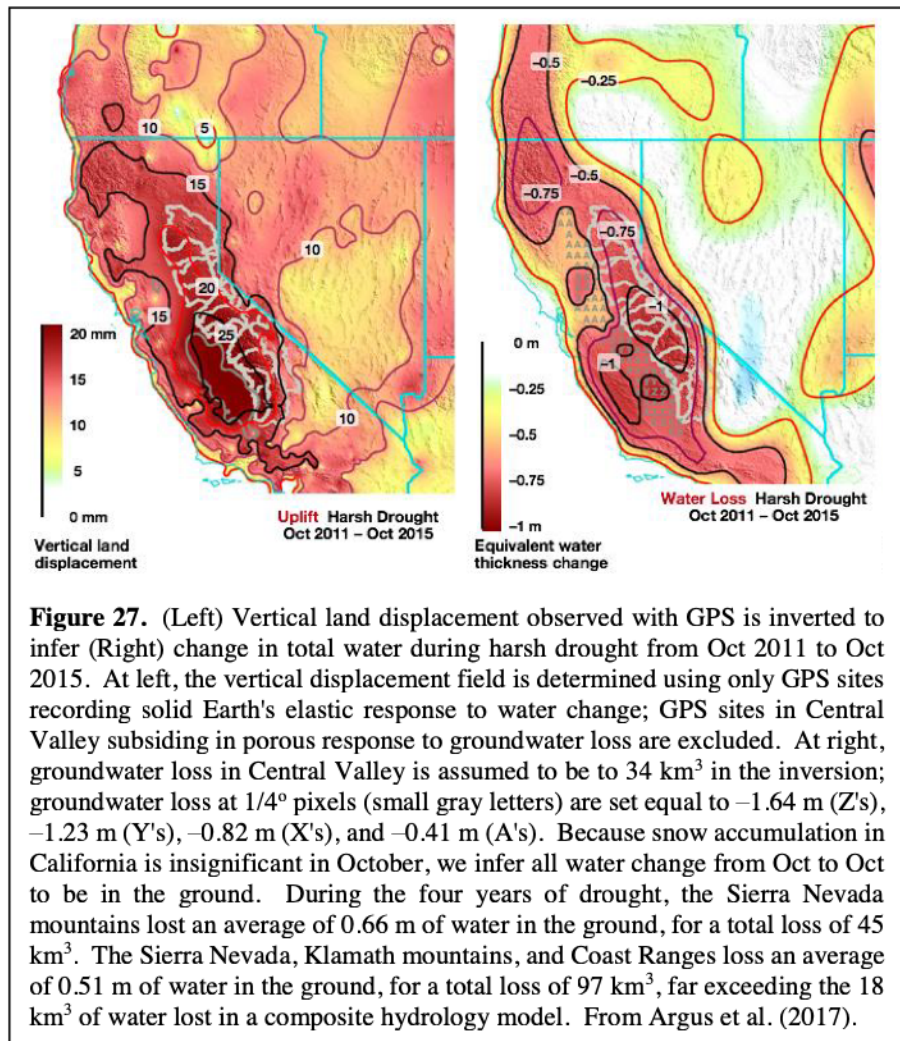 10
5
15
10
20
15
25
10
20 mm
15
10
5
0 mm
Vertical land
displacement
Uplift Harsh Drought
Oct 2011 – Oct 2015
–0.5
–0.25
–0.5
–0.75
–0.75
–1
–1
0 m
–0.25
–0.5
–0.75
–1 m
Equivalent water
thickness change
Water Loss Harsh Drought
Oct 2011 – Oct 2015
Figure 27. (Left) Vertical land displacement observed with GPS is inverted to
infer (Right) change in total water during harsh drought from Oct 2011 to Oct
2015. At left, the vertical displacement field is determined using only GPS sites
recording solid Earth's elastic response to water change; GPS sites in Central
Valley subsiding in porous response to groundwater loss are excluded. At right,
groundwater loss in Central Valley is assumed to be to 34 km³ in the inversion;
groundwater loss at 1/4º pixels (small gray letters) are set equal to –1.64 m (Z's),
–1.23 m (Y's), –0.82 m (X's), and –0.41 m (A's). Because snow accumulation in
California is insignificant in October, we infer all water change from Oct to Oct
to be in the ground. During the four years of drought, the Sierra Nevada
mountains lost an average of 0.66 m of water in the ground, for a total loss of 45
km³. The Sierra Nevada, Klamath mountains, and Coast Ranges loss an average
of 0.51 m of water in the ground, for a total loss of 97 km³, far exceeding the 18
km³ of water lost in a composite hydrology model. From Argus et al. (2017).